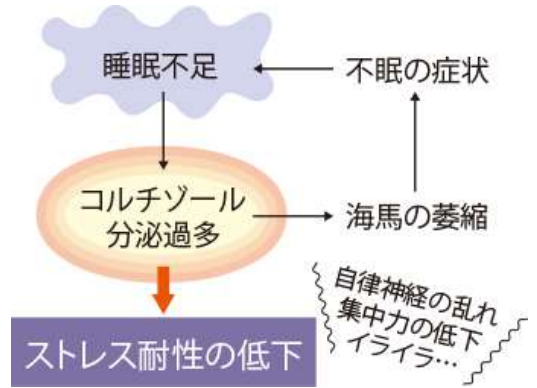 睡眠不足
不眠の症状
コルチゾール
分泌過多
海馬の萎縮
自律神経の乱れ
集中力の低下
イライラ…
ストレス耐性の低下